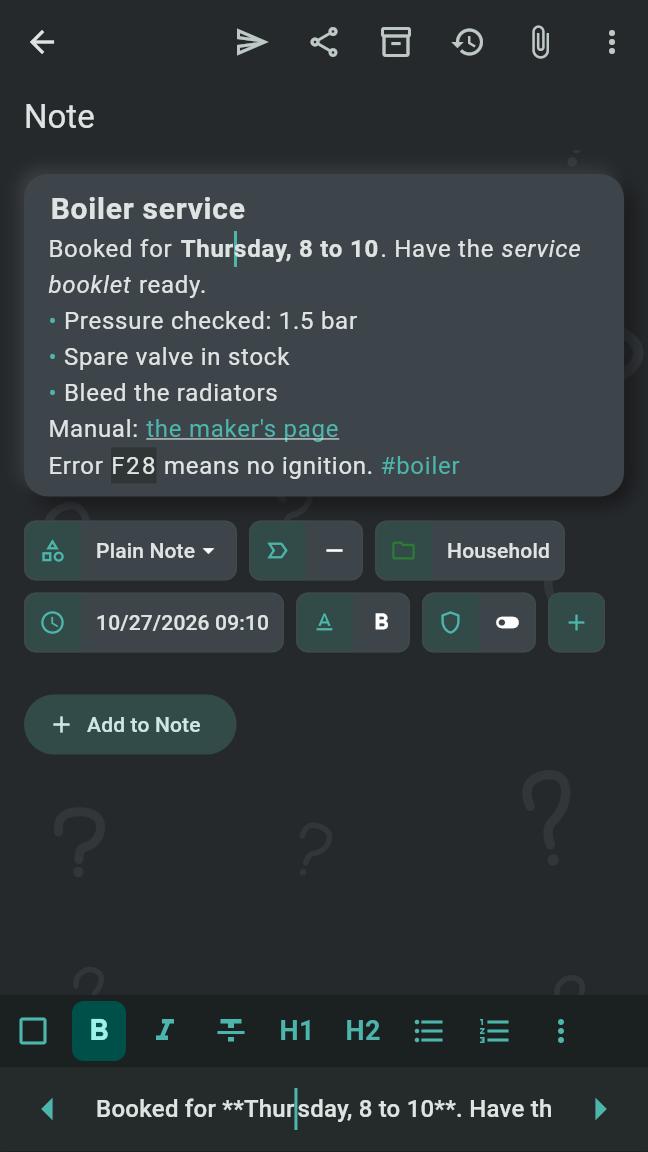 Note
Boiler service
Booked for Thursday, 8 to 10. Have the service
booklet ready.
• Pressure checked: 1.5 bar
• Spare valve in stock
• Bleed the radiators
Manual: the maker's page
Error F28 means no ignition. #boiler
Plain Note
Household
10/27/2026 09:10
A B
+ Add to Note
B I H1 H2
Booked for **Thursday, 8 to 10**. Have th